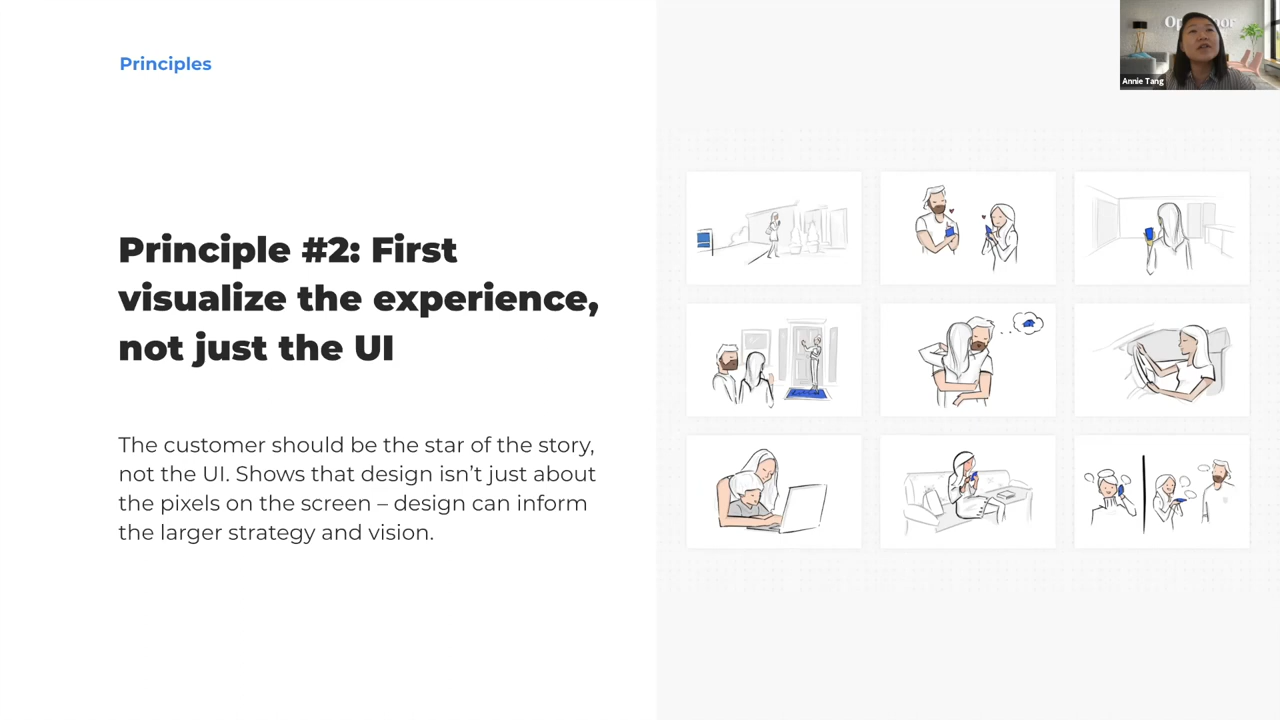 Principles
Principle #2: First
visualize the experience,
not just the UI
The customer should be the star of the story,
not the UI. Shows that design isn’t just about
the pixels on the screen – design can inform
the larger strategy and vision.
Annie Tang